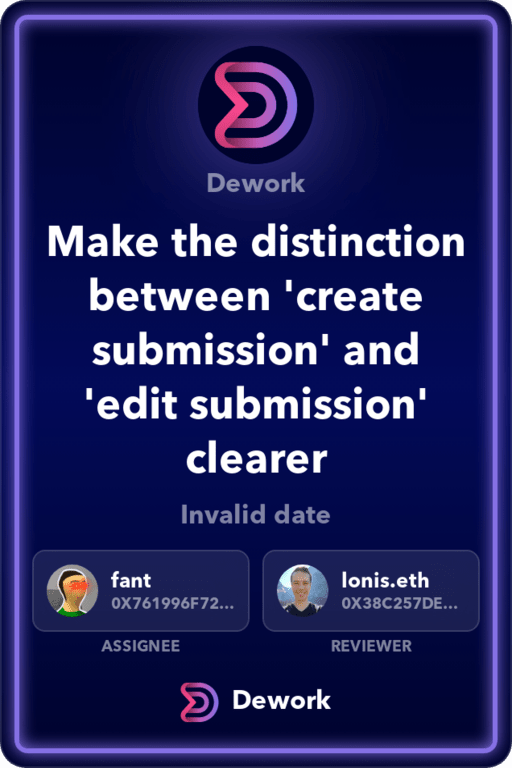 Dework
Make the distinction
between 'create
submission' and
'edit submission'
clearer
Invalid date
fant
0X761996F72...
ASSIGNEE
lonis.eth
0X38C257DE...
REVIEWER
Dework